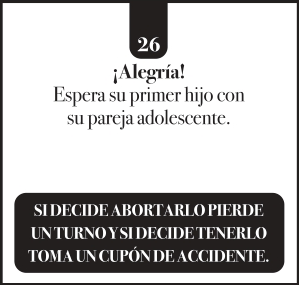 26
¡Alegría!
Espera su primer hijo con
su pareja adolescente.
SI DECIDE ABORTARLO PIERDE
UN TURNO Y SI DECIDE TENERLO
TOMA UN CUPÓN DE ACCIDENTE.